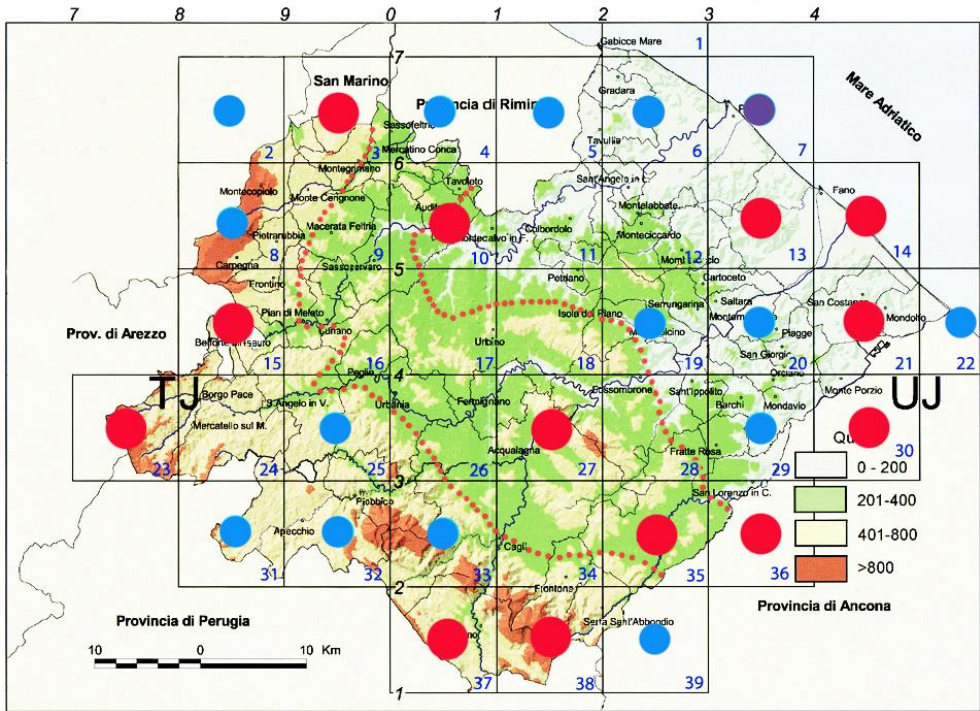 7 8 9 0 1 2 3 4
7
Gabicce Mare 1
San Marino
Gradara
Mare Adriatico
Provincia di Rimini
Sassofeltrio
Tavullia
Mercatino Conca
2 3 4 5 6 7
6
Montegrimano
Sant'Angelo in L.
Tavoleto
Fano
Montecopiolo
Monte Cerignone
Montelabbate
Macerata Feltria
Colbordolo
Pietrarubbia
Monteciccardo
8 9 10 11 12 13 14
Carpegna
Sassocorvaro
5
Petriano
Cartoceto
Frontino
Serrungarina
Saltara
San Costanzo
Pian di Meleto
Isola del Piano
Mondolfo
Prov. di Arezzo
Lunano
Urbino
Piagge
Belforte all'Isauro
San Giorgio
15 16 17 18 19 20 21 22
Peglio
4
Orciano
TJ
Borgo Pace
S.Angelo in V.
Urbania
Fermignano
Fossombrone
Sant'Ippolito
Monte Porzio
UJ
Barchi
Mondavio
Mercatello sul M.
Acqualagna
Fratte Rosa
Qu
23 24 25 26 27 28 29 30
3
0 - 200
San Lorenzo in C.
Piobbico
201-400
Apecchio
401-800
Cagli
31 32 33 34 35 36
>800
2
Frontone
Provincia di Ancona
Provincia di Perugia
Serra Sant'Abbondio
10 0 10 Km
37 38 39
1